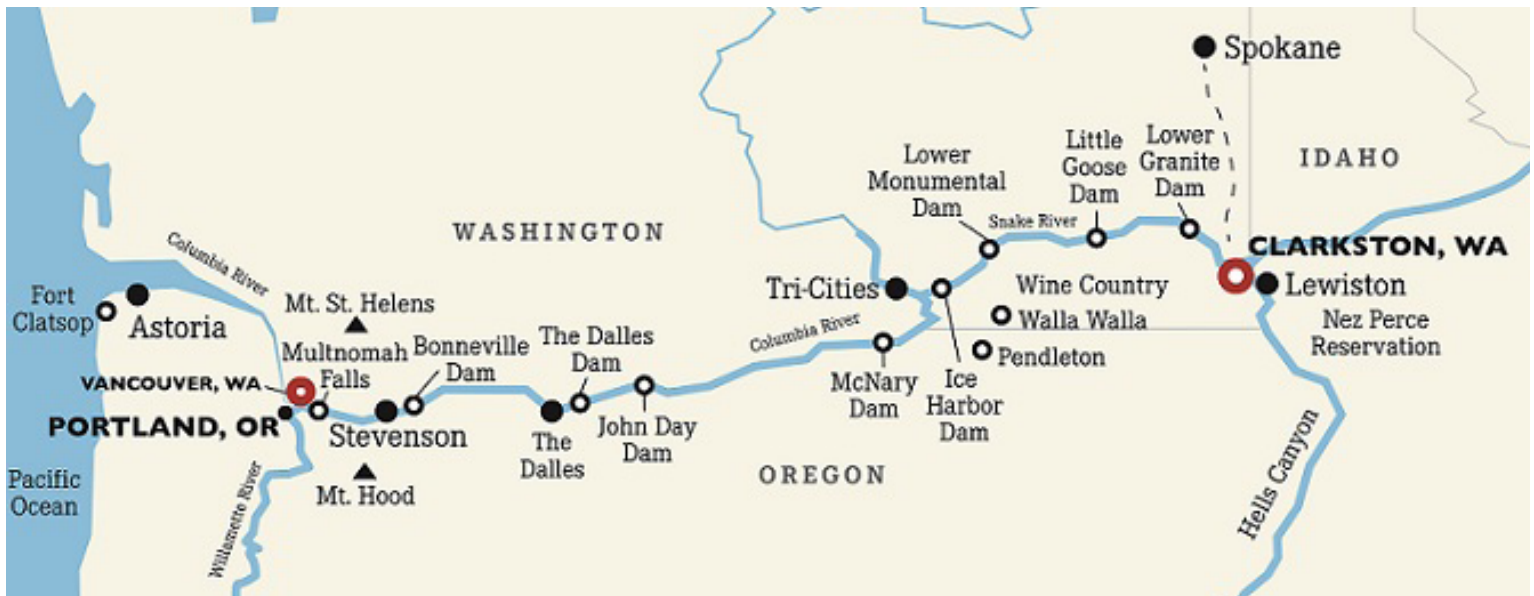 Spokane
Little
Goose
Dam
Lower
Granite
Dam
IDAHO
Lower
Monumental
Dam
Snake River
WASHINGTON
Columbia River
CLARKSTON, WA
Lewiston
Nez Perce
Reservation
Tri-Cities
Wine Country
Walla Walla
Pendleton
Fort
Clatsop
Astoria
Mt. St. Helens
Multnomah
Falls
Bonneville
Dam
The Dalles
Dam
Columbia River
McNary
Dam
Ice
Harbor
Dam
VANCOUVER, WA
PORTLAND, OR
Stevenson
The
Dalles
John Day
Dam
OREGON
Mt. Hood
Pacific
Ocean
Willamette River
Hells Canyon